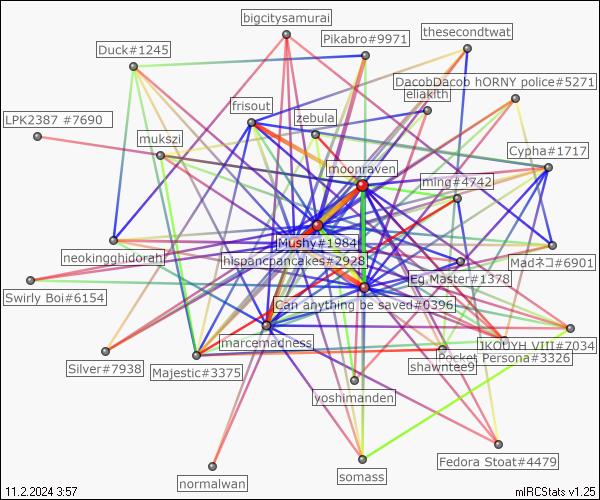 bigcitysamurai
thesecondtwat
Pikabro#9971
Duck#1245
DacobDacob hORNY police#5271
eliakith
frisout
zebula
LPK2387 #7690
mukszi
Cypha#1717
moonraven
ming#4742
Mushy#1984
neokingghidorah
hispancpancakes#2928
Madネコ#6901
Eg.Master#1378
Swirly Boi#6154
Can anything be saved#0396
marcemadness
JKOLYH VIII#7034
Pocket Persona#3326
Silver#7938
Majestic#3375
shawntee9
yoshimanden
somass
Fedora Stoat#4479
normalwan
11.2.2024 3:57
mIRCStats v1.25